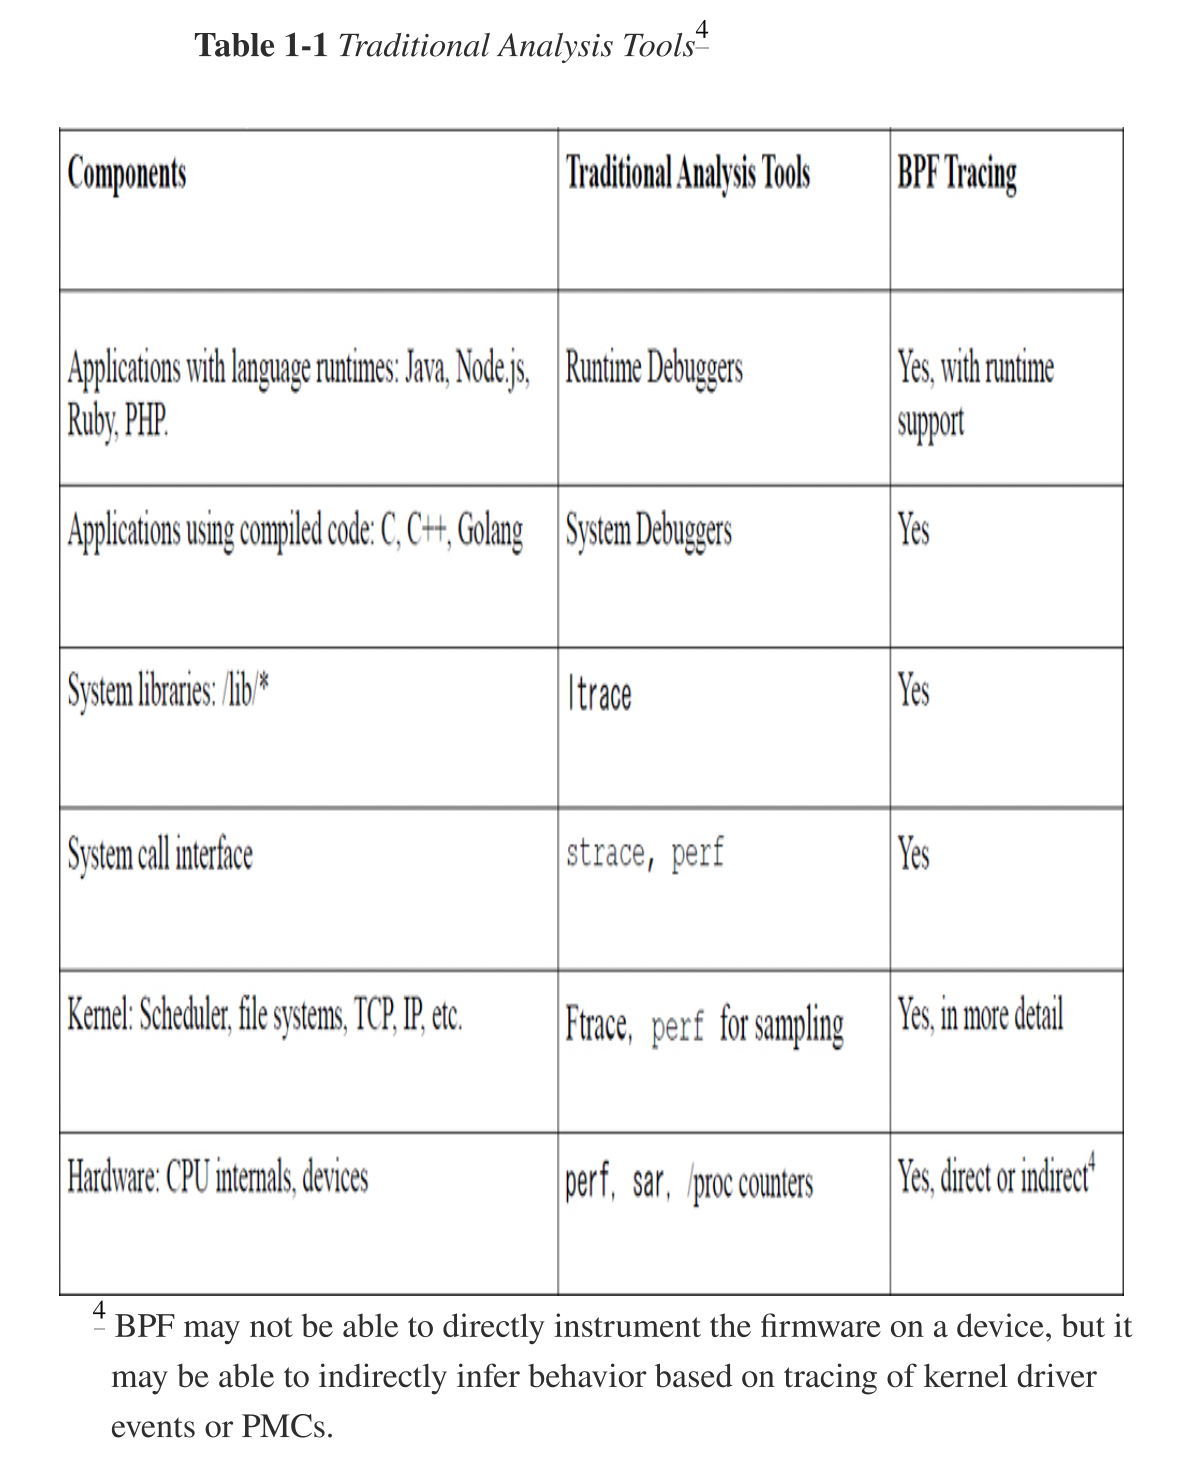 Table 1-1 Traditional Analysis Tools4
Components
Traditional Analysis Tools
BPF Tracing
Applications with language runtimes: Java, Node.js,
Ruby, PHP.
Runtime Debuggers
Yes, with runtime
support
Applications using compiled code: C, C++, Golang
System Debuggers
Yes
System libraries: /lib/*
ltrace
Yes
System call interface
strace, perf
Yes
Kernel: Scheduler, file systems, TCP, IP, etc.
Ftrace, perf for sampling
Yes, in more detail
Hardware: CPU internals, devices
perf, sar, /proc counters
Yes, direct or indirect4
4 BPF may not be able to directly instrument the firmware on a device, but it
may be able to indirectly infer behavior based on tracing of kernel driver
events or PMCs.